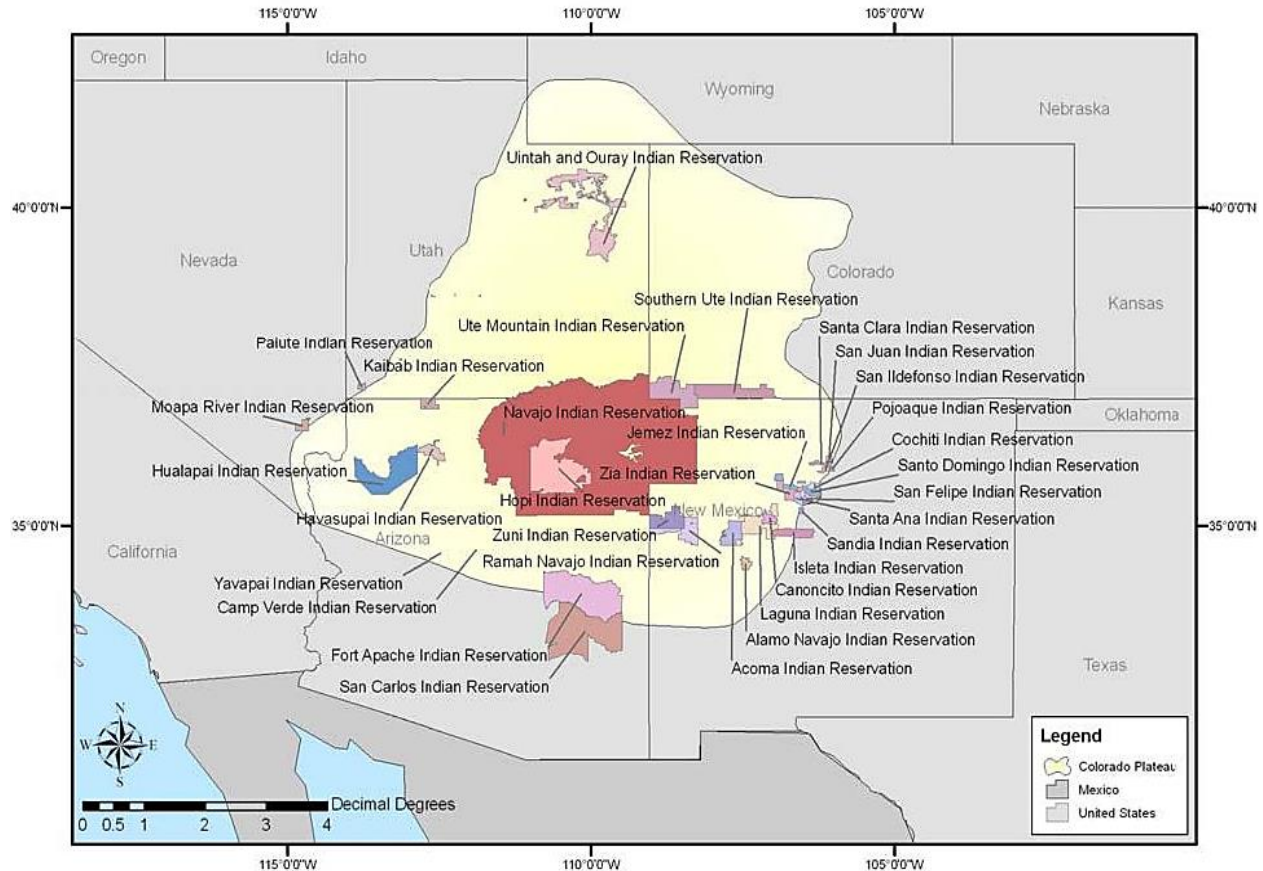 115°0'0"W
110°0'0"W
105°0'0"W
Oregon
Idaho
Wyoming
Nebraska
Uintah and Ouray Indian Reservation
40°0'0"N
40°0'0"N
Utah
Nevada
Colorado
Kansas
Southern Ute Indian Reservation
Ute Mountain Indian Reservation
Santa Clara Indian Reservation
Paiute Indian Reservation
San Juan Indian Reservation
Kaibab Indian Reservation
San Ildefonso Indian Reservation
Moapa River Indian Reservation
Navajo Indian Reservation
Pojoaque Indian Reservation
Oklahoma
Jemez Indian Reservation
Cochiti Indian Reservation
Hualapai Indian Reservation
Zia Indian Reservation
Santo Domingo Indian Reservation
Hopi Indian Reservation
San Felipe Indian Reservation
New Mexico
Havasupai Indian Reservation
Santa Ana Indian Reservation
35°0'0"N
35°0'0"N
Arizona
Zuni Indian Reservation
Sandia Indian Reservation
California
Ramah Navajo Indian Reservation
Isleta Indian Reservation
Yavapai Indian Reservation
Canoncito Indian Reservation
Camp Verde Indian Reservation
Laguna Indian Reservation
Alamo Navajo Indian Reservation
Fort Apache Indian Reservation
Acoma Indian Reservation
Texas
San Carlos Indian Reservation
N
W
E
S
Legend
Colorado Plateau
Mexico
United States
Decimal Degrees
0 0.5 1 2 3 4
115°0'0"W
110°0'0"W
105°0'0"W